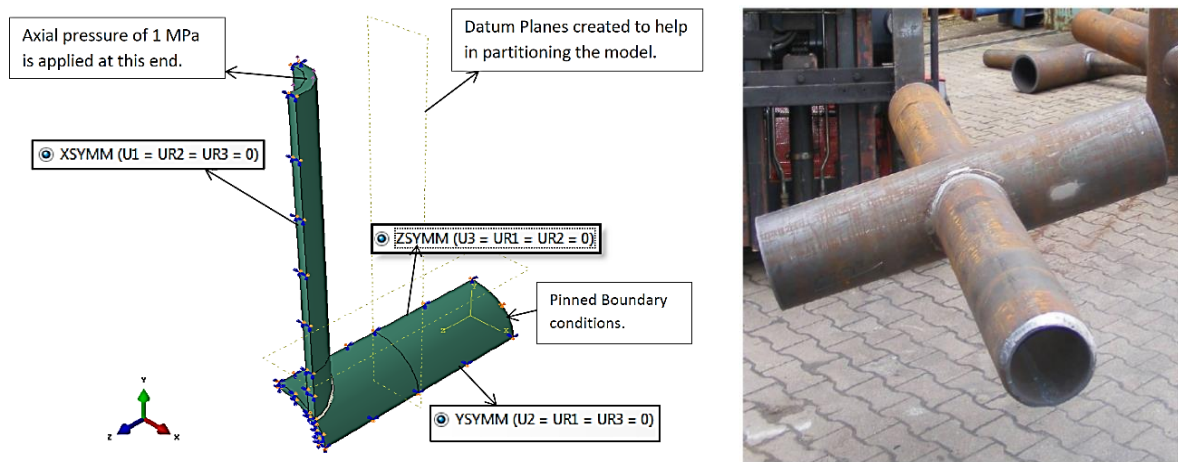 Axial pressure of 1 MPa
is applied at this end.
Datum Planes created to help
in partitioning the model.
XSYMM (U1 = UR2 = UR3 = 0)
ZSYMM (U3 = UR1 = UR2 = 0)
Pinned Boundary
conditions.
YSYMM (U2 = UR1 = UR3 = 0)
Y
Z
X
Y
Z
X